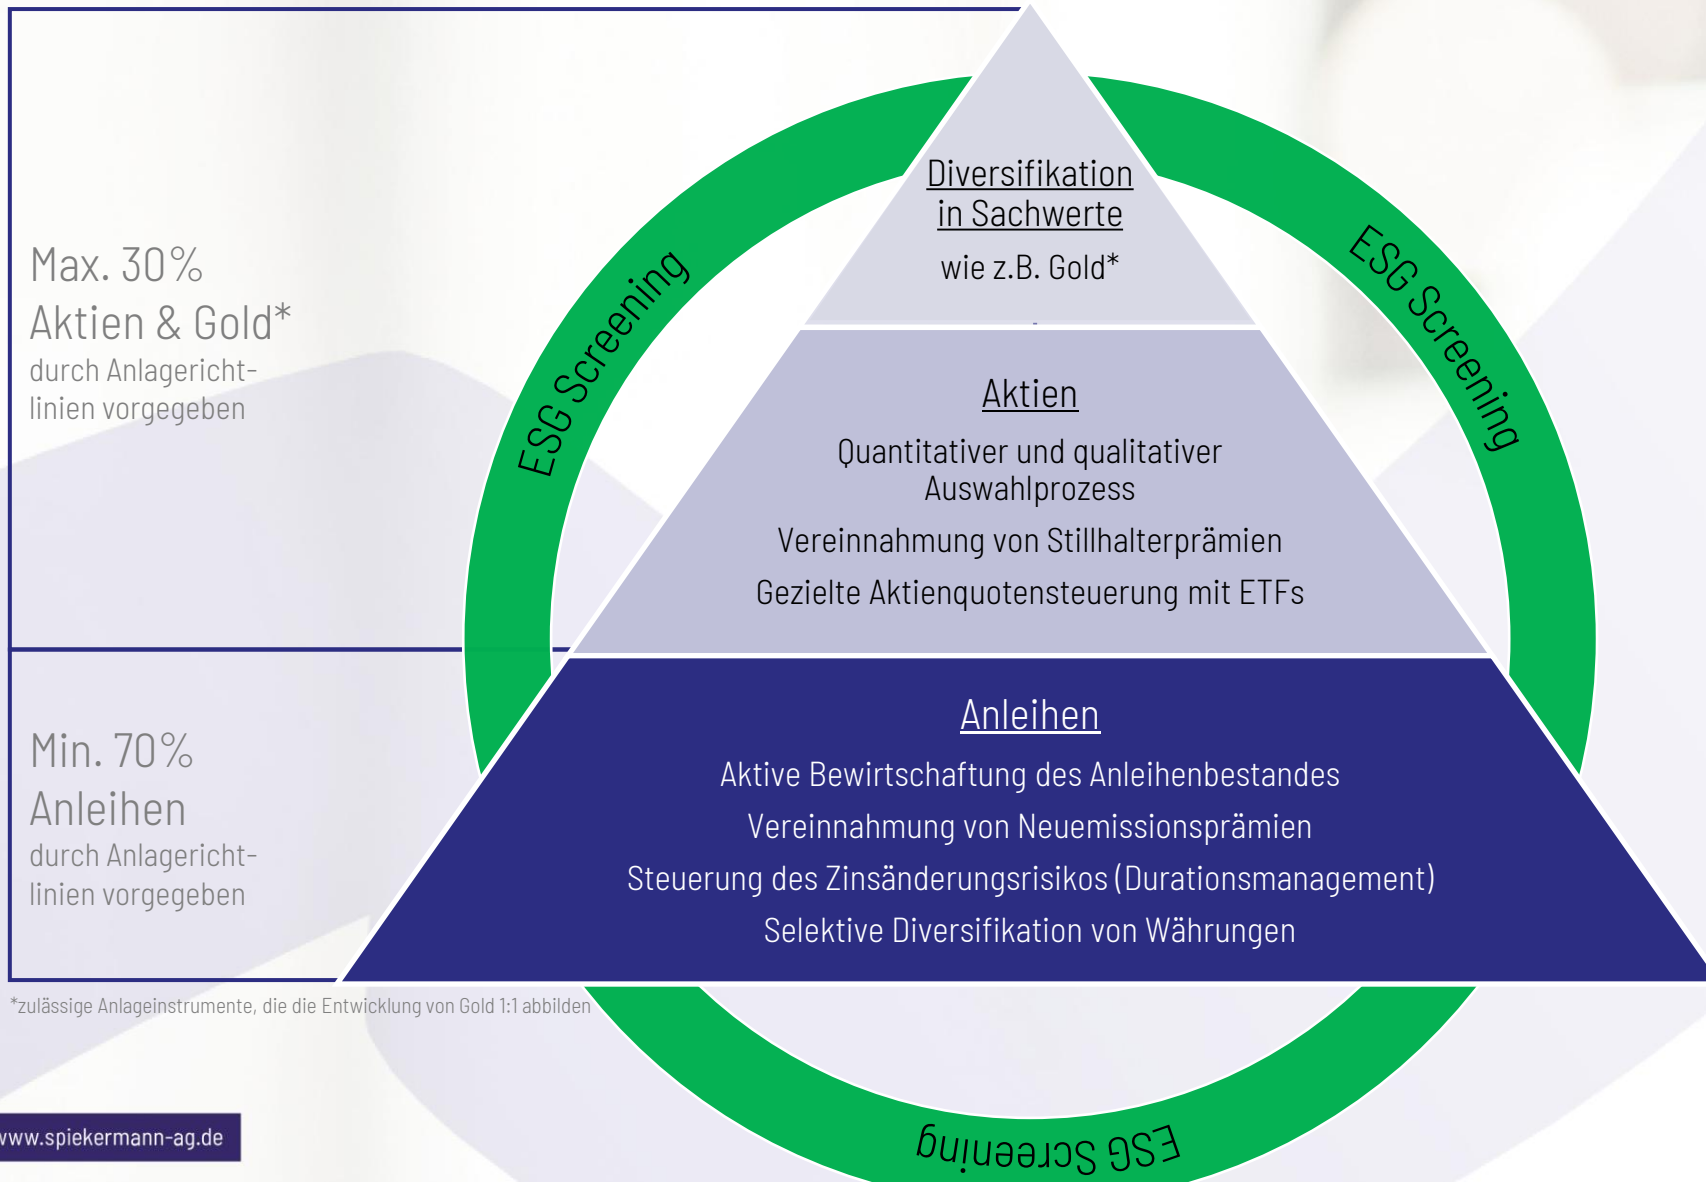 Max. 30%
Aktien & Gold*
durch Anlagericht-
linien vorgegeben
Min. 70%
Anleihen
durch Anlagericht-
linien vorgegeben
Diversifikation
in Sachwerte
wie z.B. Gold*
Aktien
Quantitativer und qualitativer
Auswahlprozess
Vereinnahmung von Stillhalterprämien
Gezielte Aktienquotensteuerung mit ETFs
Anleihen
Aktive Bewirtschaftung des Anleihenbestandes
Vereinnahmung von Neuemissionsprämien
Steuerung des Zinsänderungsrisikos (Durationsmanagement)
Selektive Diversifikation von Währungen
ESG Screening
ESG Screening
ESG Screening
*zulässige Anlageinstrumente, die die Entwicklung von Gold 1:1 abbilden
www.spiekermann-ag.de